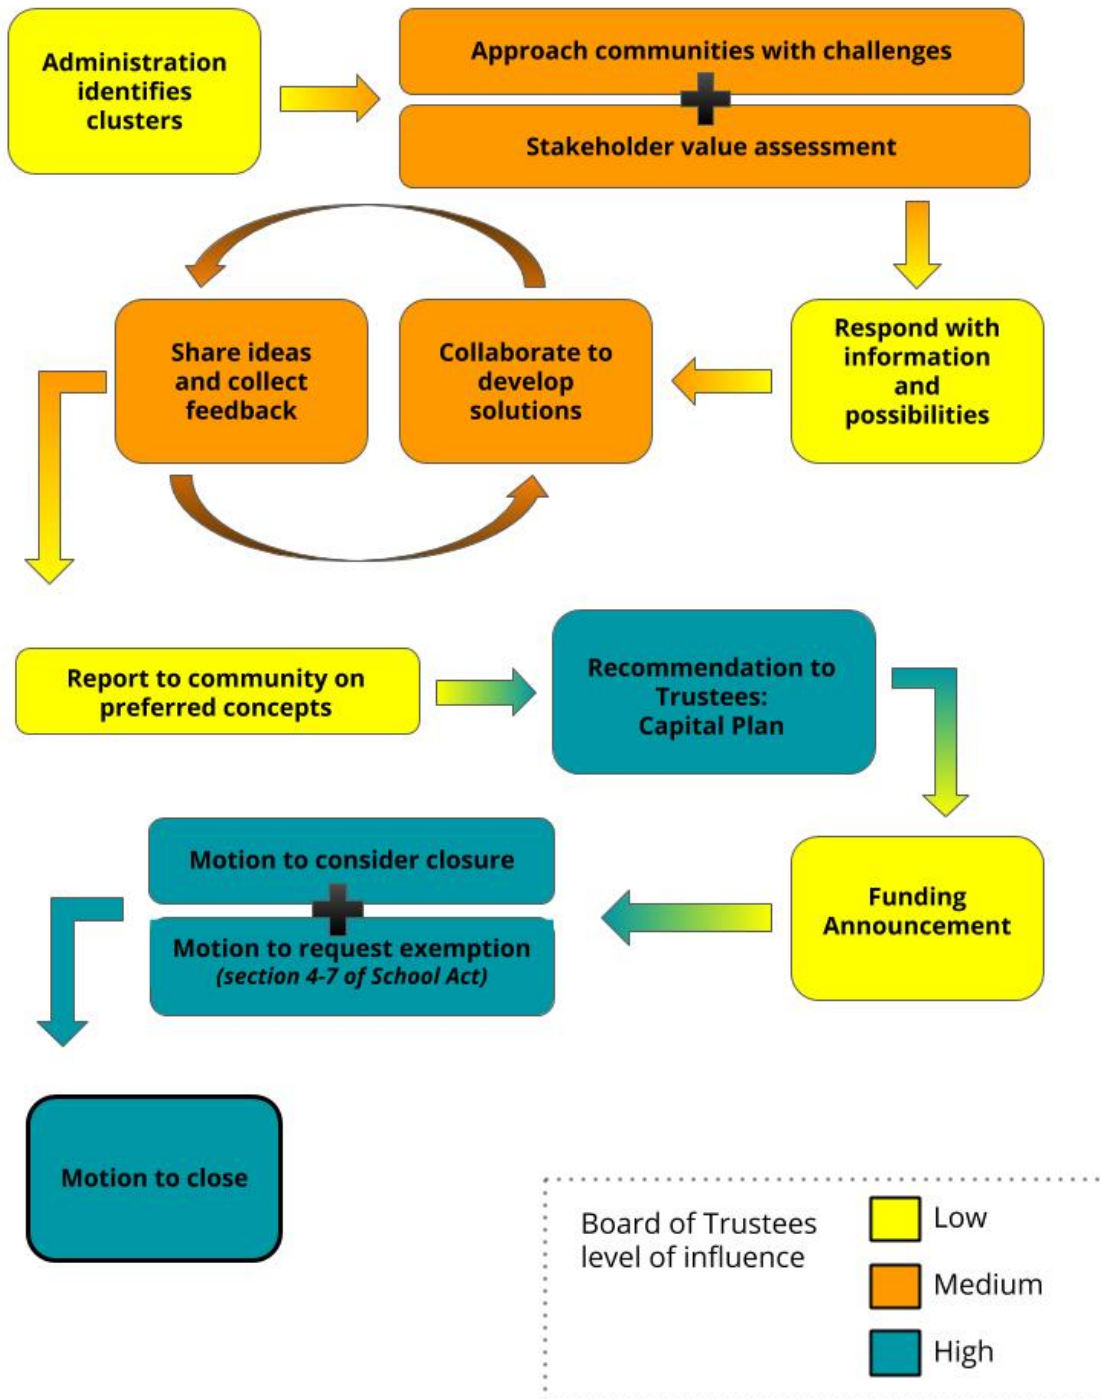 Administration
identifies
clusters
Approach communities with challenges
Stakeholder value assessment
Share ideas
and collect
feedback
Collaborate to
develop
solutions
Respond with
information
and
possibilities
Report to community on
preferred concepts
Recommendation to
Trustees:
Capital Plan
Motion to consider closure
Motion to request exemption
(section 4-7 of School Act)
Funding
Announcement
Motion to close
Board of Trustees
level of influence
Low
Medium
High